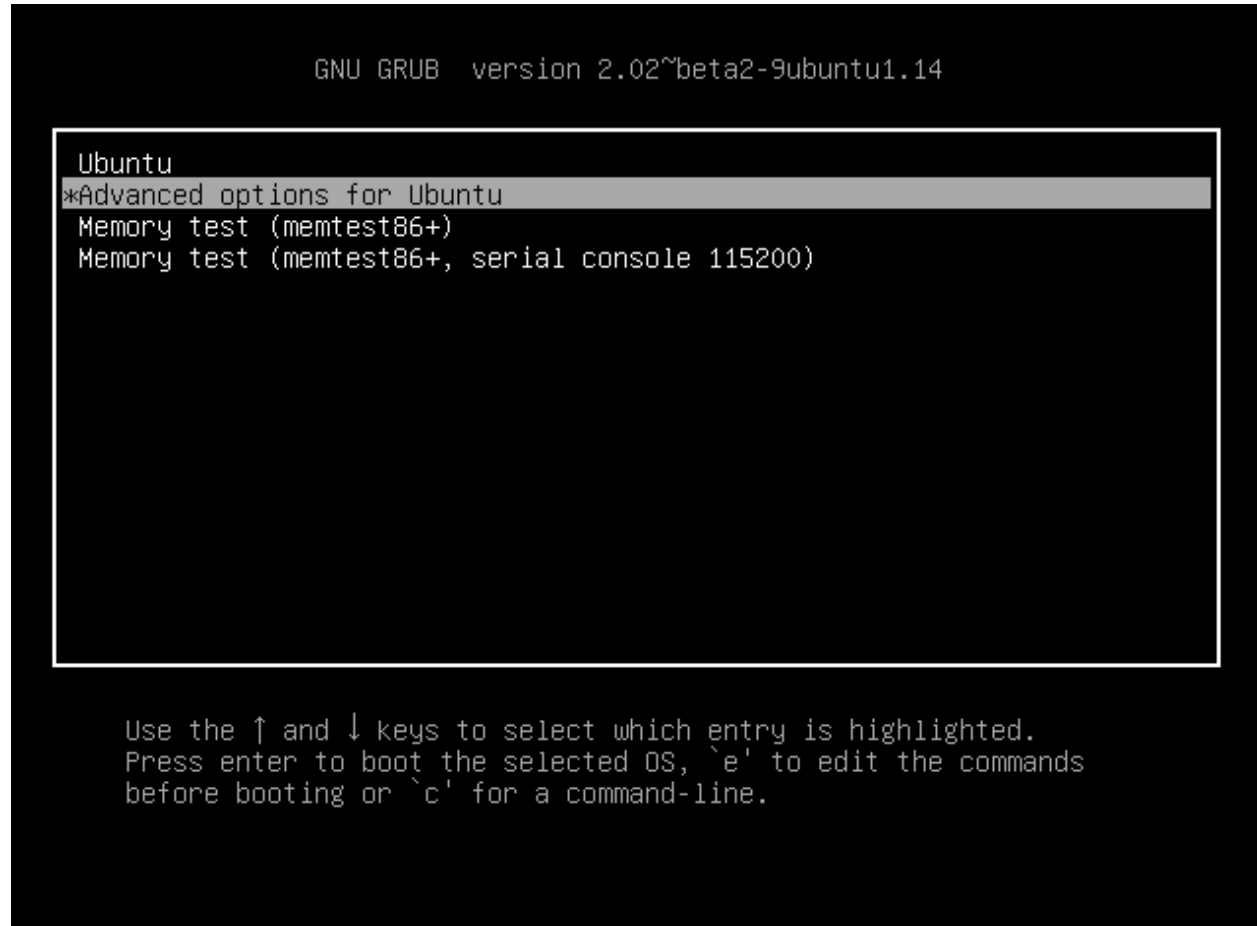 GNU GRUB  version 2.02~beta2-9ubuntu1.14
Ubuntu
*Advanced options for Ubuntu
Memory test (memtest86+)
Memory test (memtest86+, serial console 115200)
Use the ↑ and ↓ keys to select which entry is highlighted.
Press enter to boot the selected OS, `e' to edit the commands
before booting or `c' for a command-line.